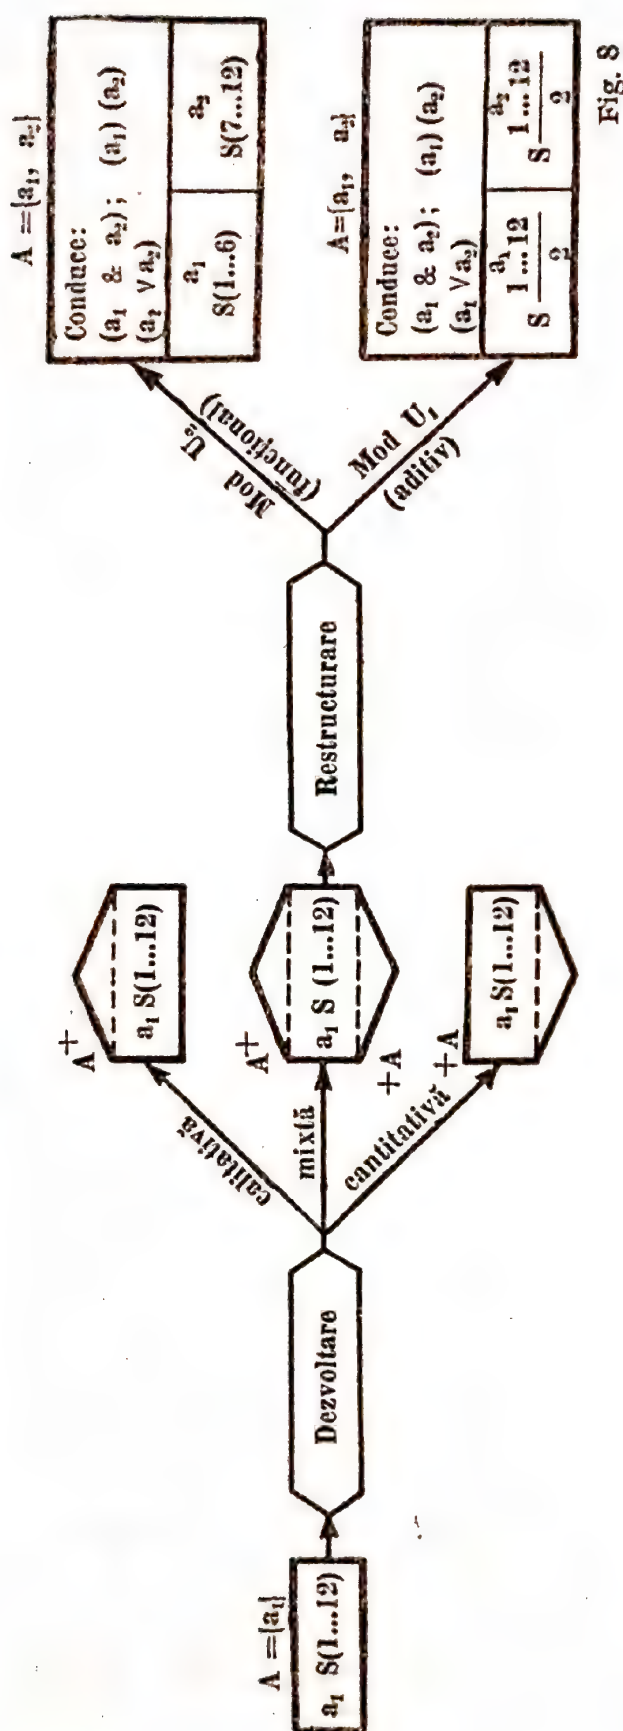 A={a₁}
a₁ S(1...12)
Dezvoltare
calitativă
mixtă
cantitativă
A+
a₁ S(1...12)
A+
a₁ S (1...12)
+A
+A
a₁ S(1...12)
Restructurare
Mod U₂
(funcțional)
Mod U₁
(aditiv)
A={a₁, a₂}
Conduce:
(a₁ & a₂); (a₁) (a₂)
(a₁ ∨ a₂)
a₁
S(1...6)
a₂
S(7...12)
A={a₁, a₂}
Conduce:
(a₁ & a₂); (a₁) (a₂)
(a₁ ∨ a₂)
a₁
S 1...12
2
a₂
S 1...12
2
Fig. 8